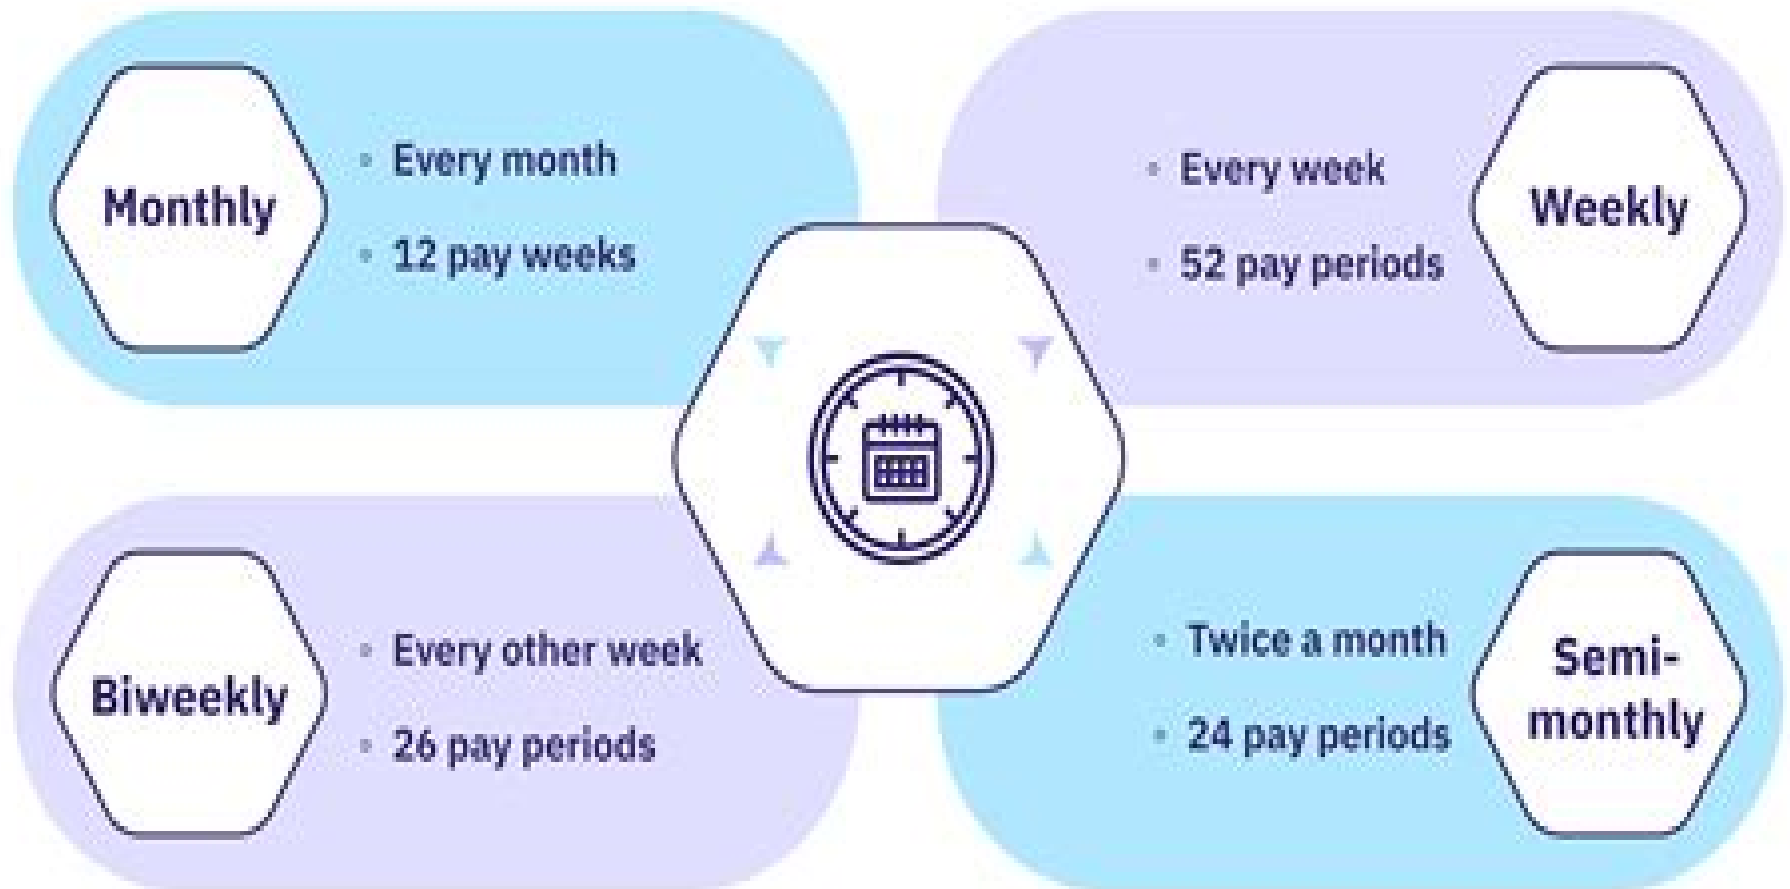 Monthly
◦ Every month
◦ 12 pay weeks
Weekly
◦ Every week
◦ 52 pay periods
Biweekly
◦ Every other week
◦ 26 pay periods
Semi-
monthly
◦ Twice a month
◦ 24 pay periods